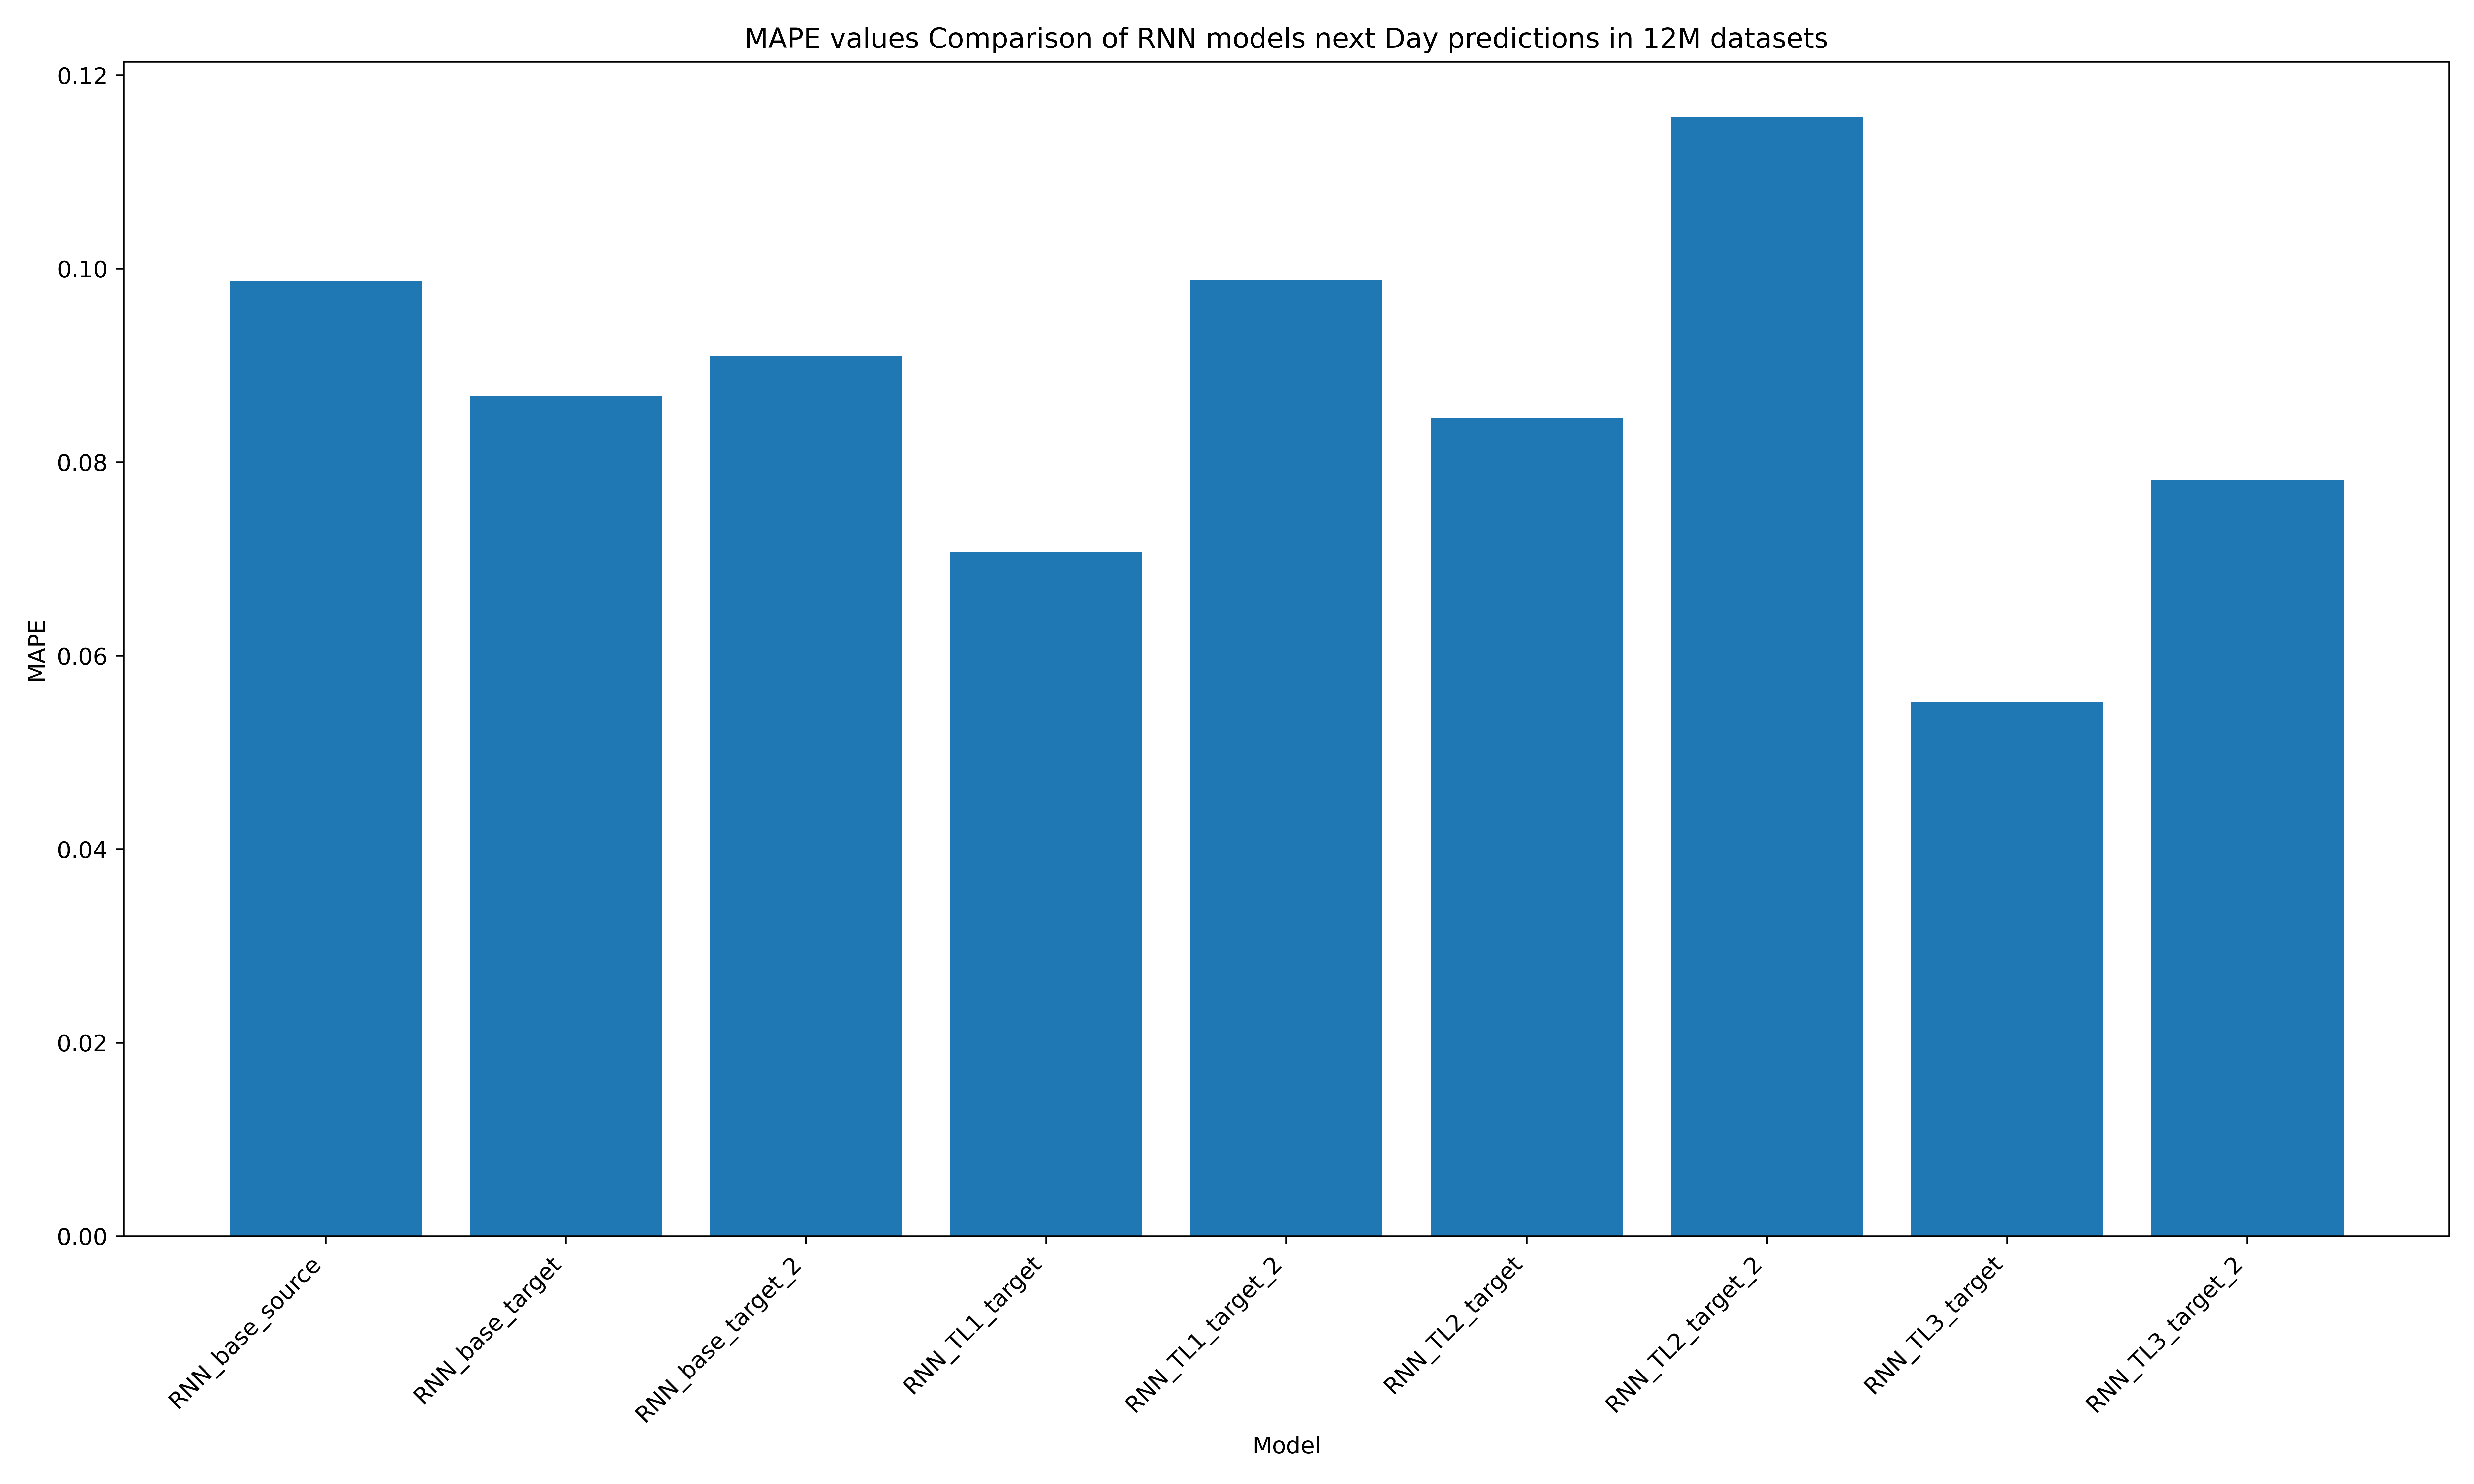 MAPE values Comparison of RNN models next Day predictions in 12M datasets
0.12
0.10
0.08
0.06
0.04
0.02
0.00
MAPE
RNN_base_source
RNN_base_target
RNN_base_target_2
RNN_TL1_target
RNN_TL1_target_2
RNN_TL2_target
RNN_TL2_target_2
RNN_TL3_target
RNN_TL3_target_2
Model